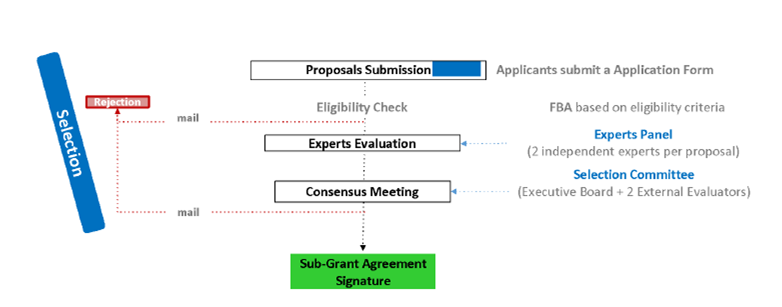 Proposals Submission
Applicants submit a Application Form
Rejection
Selection
mail
Eligibility Check
FBA based on eligibility criteria
Experts Evaluation
Experts Panel
(2 independent experts per proposal)
Consensus Meeting
Selection Committee
(Executive Board + 2 External Evaluators)
mail
Sub-Grant Agreement
Signature